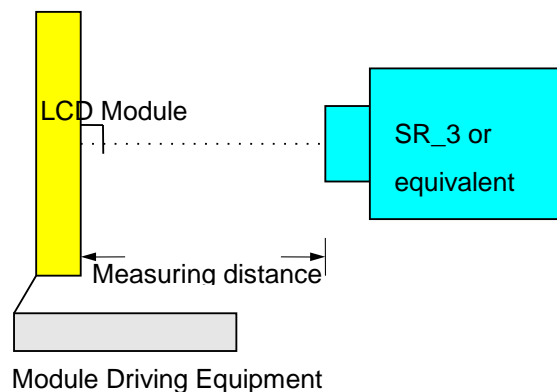 LCD Module
SR_3 or
equivalent
Measuring distance
Module Driving Equipment